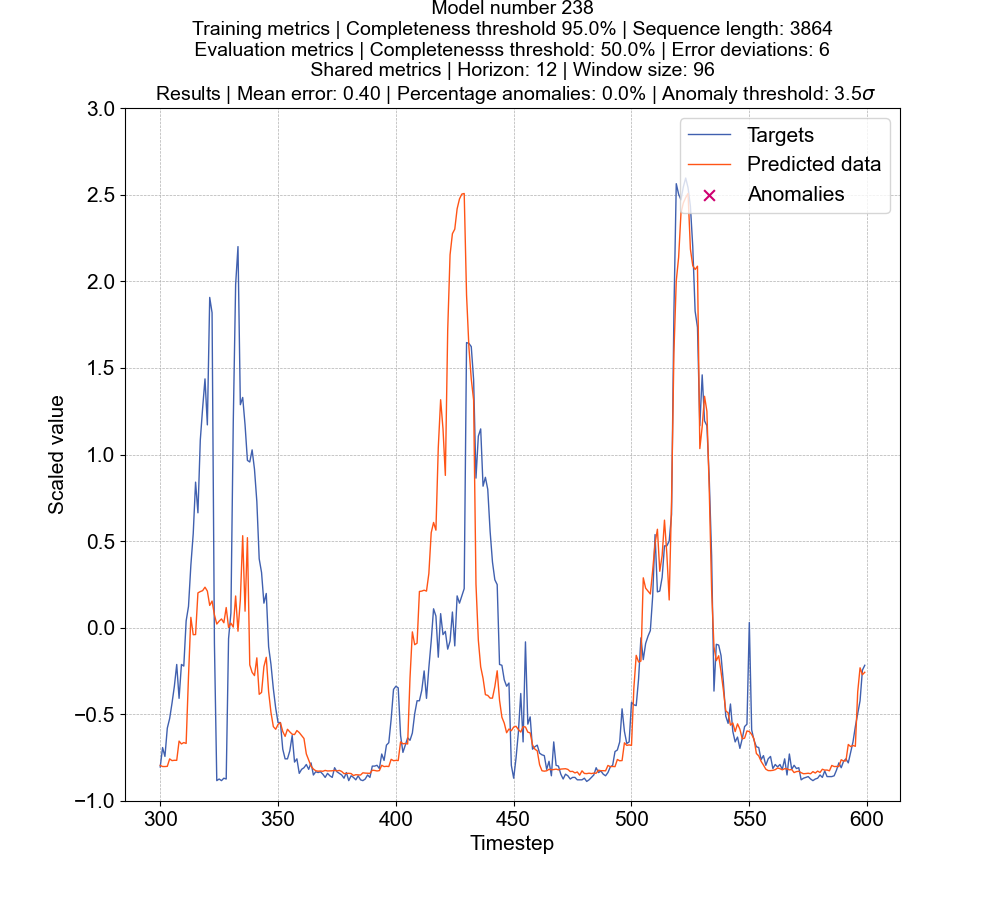 Model number 238
Training metrics | Completeness threshold 95.0% | Sequence length: 3864
Evaluation metrics | Completenesss threshold: 50.0% | Error deviations: 6
Shared metrics | Horizon: 12 | Window size: 96
Results | Mean error: 0.40 | Percentage anomalies: 0.0% | Anomaly threshold: 3.5σ
Targets
Predicted data
Anomalies
3.0
2.5
2.0
1.5
1.0
0.5
0.0
−0.5
−1.0
Scaled value
300
350
400
450
500
550
600
Timestep